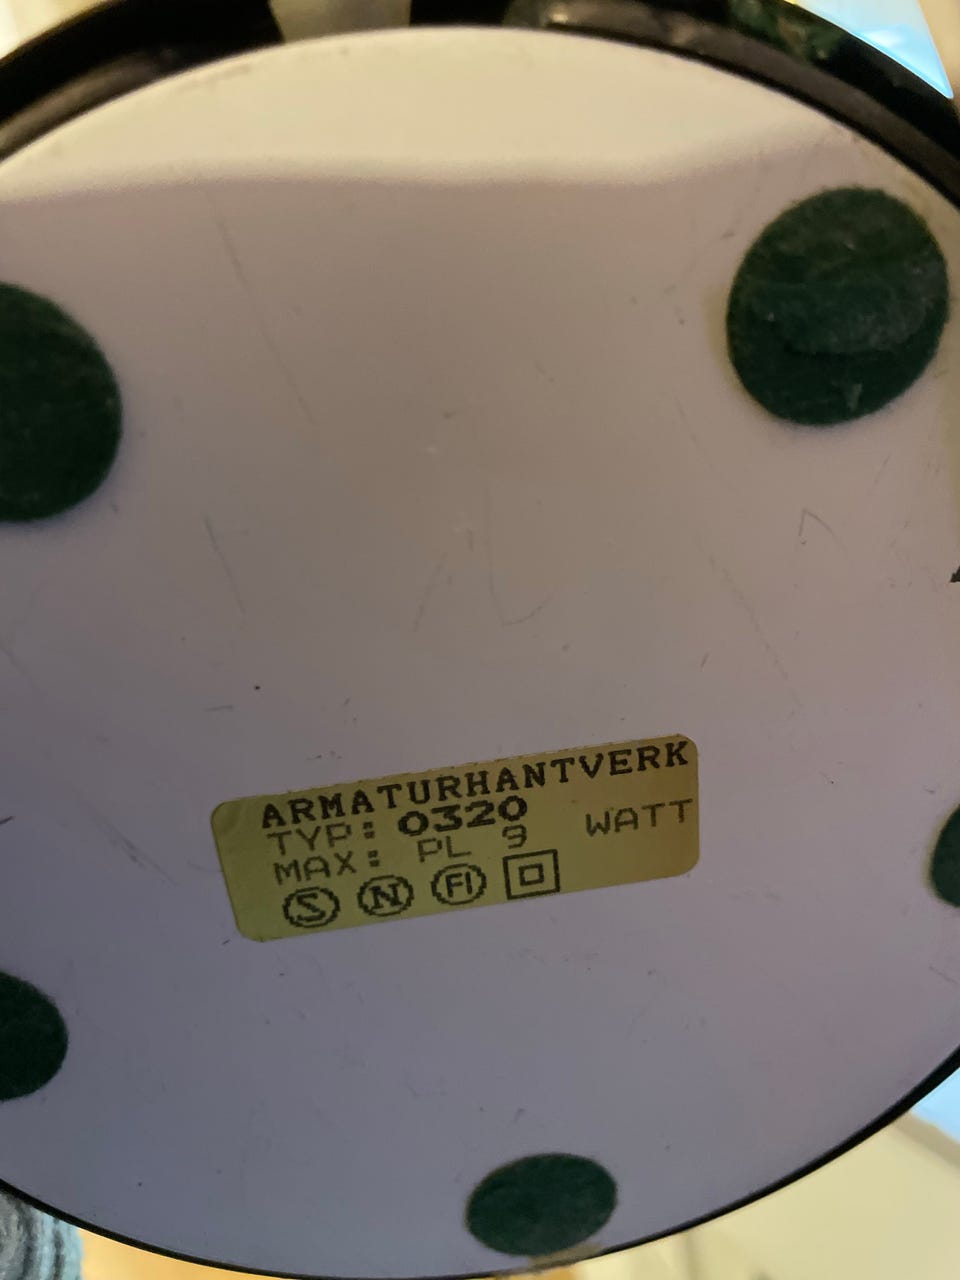 ARMATURHANTVERK
TYP: 0320
MAX: PL 9 WATT
S N FI